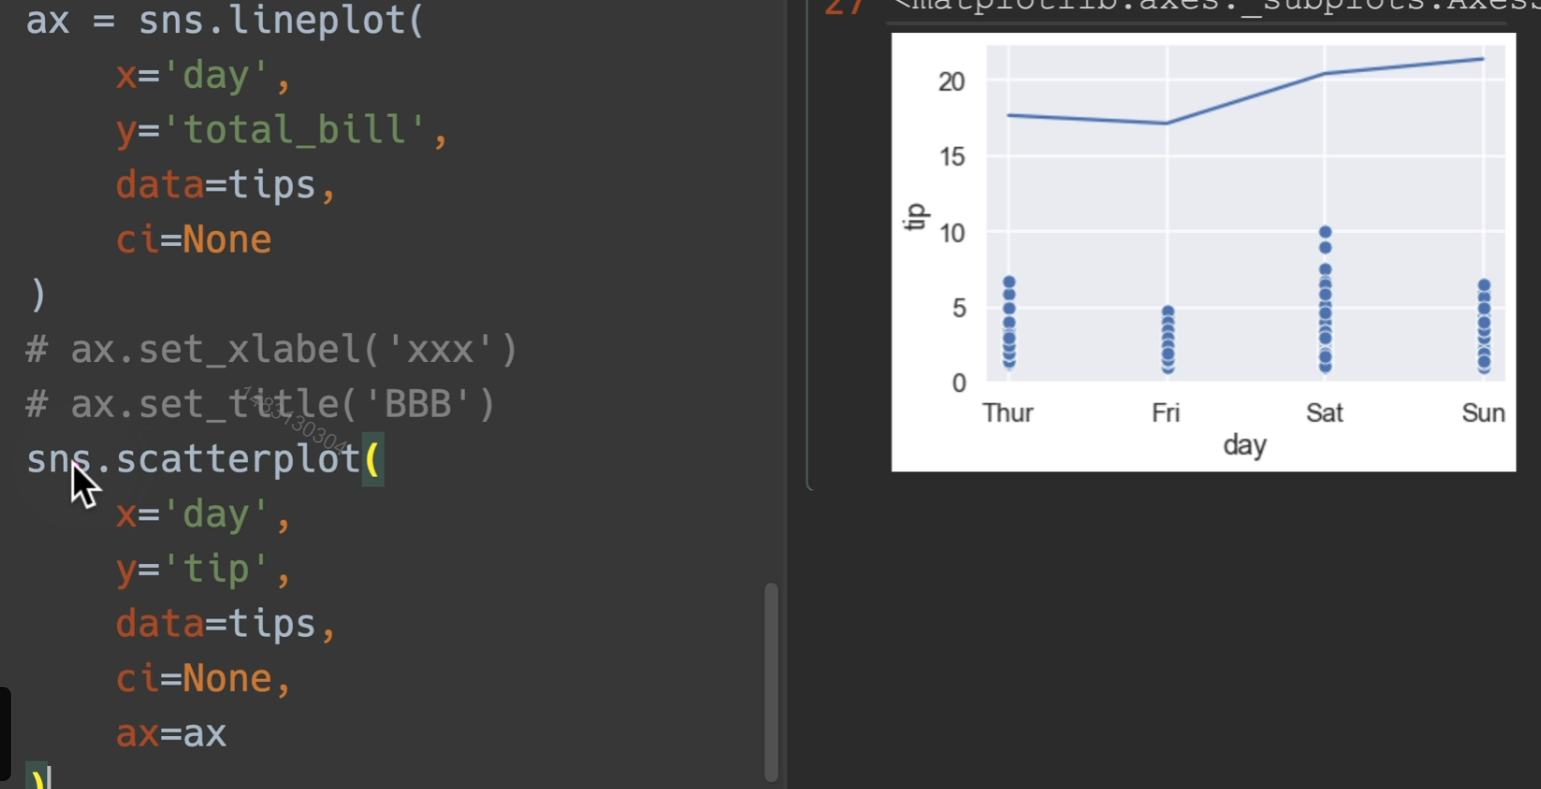 ax = sns.lineplot(
    x='day',
    y='total_bill',
    data=tips,
    ci=None
)
# ax.set_xlabel('xxx')
# ax.set_title('BBB')
sns.scatterplot(
    x='day',
    y='tip',
    data=tips,
    ci=None,
    ax=ax
)
27 <matplotlib.axes._subplots.AxesS
20
15
10
5
0
tip
Thur Fri Sat Sun
day